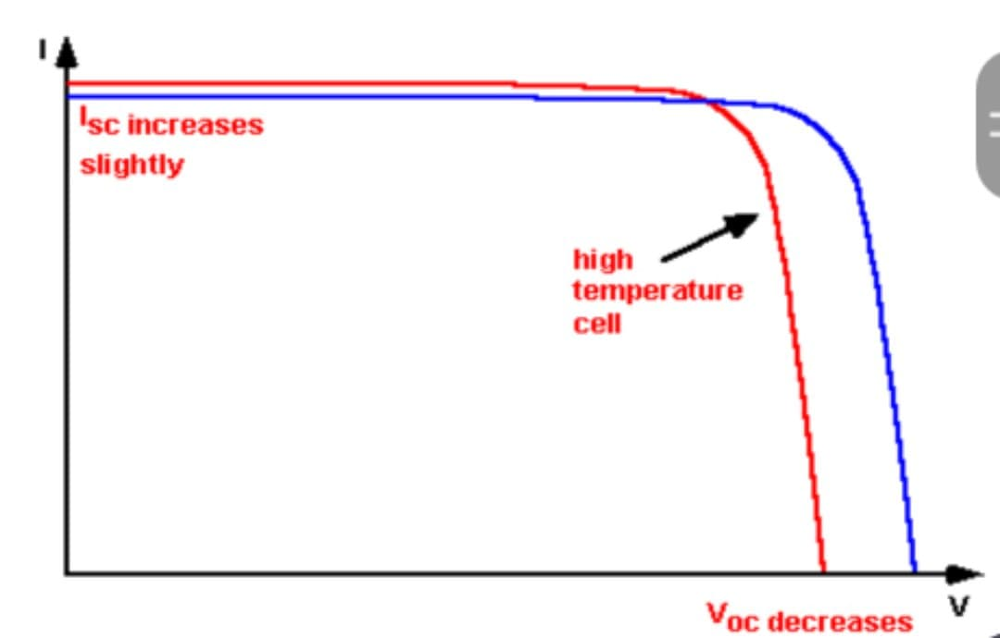 I
Isc increases
slightly
high
temperature
cell
V
Voc decreases